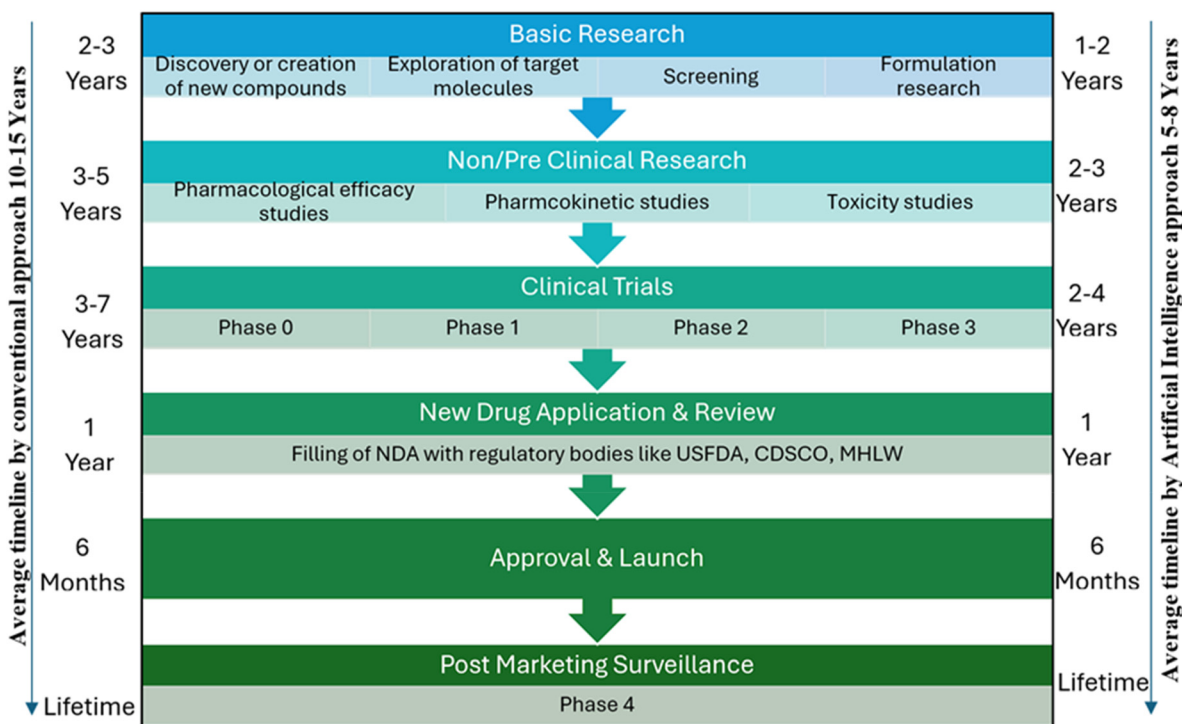 Average timeline by conventional approach 10-15 Years
2-3
Years
Basic Research
Discovery or creation
of new compounds
Exploration of target
molecules
Screening
Formulation
research
1-2
Years
3-5
Years
Non/Pre Clinical Research
Pharmacological efficacy
studies
Pharmcokinetic studies
Toxicity studies
2-3
Years
3-7
Years
Clinical Trials
Phase 0
Phase 1
Phase 2
Phase 3
2-4
Years
1
Year
New Drug Application & Review
Filling of NDA with regulatory bodies like USFDA, CDSCO, MHLW
1
Year
6
Months
Approval & Launch
6
Months
Lifetime
Post Marketing Surveillance
Phase 4
Lifetime
Average timeline by Artificial Intelligence approach 5-8 Years